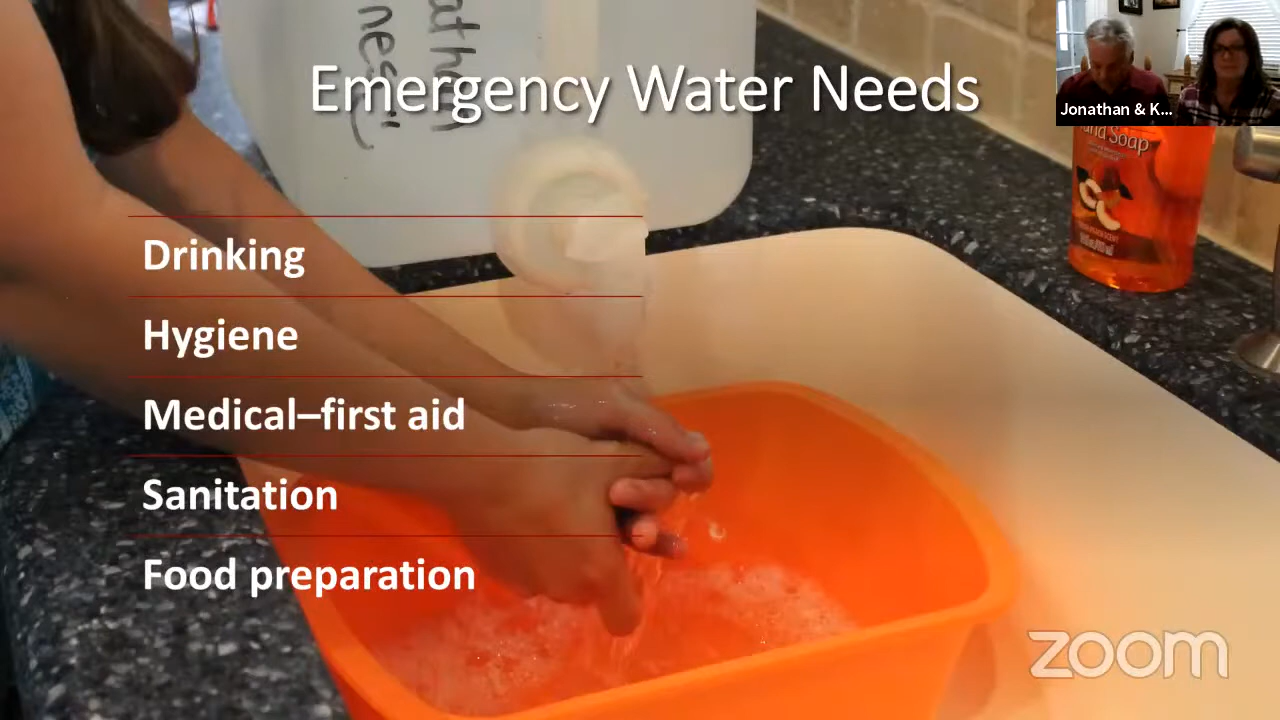 Emergency Water Needs
Jonathan & K...
Hand Soap
Drinking
Hygiene
Medical–first aid
Sanitation
Food preparation
zoom